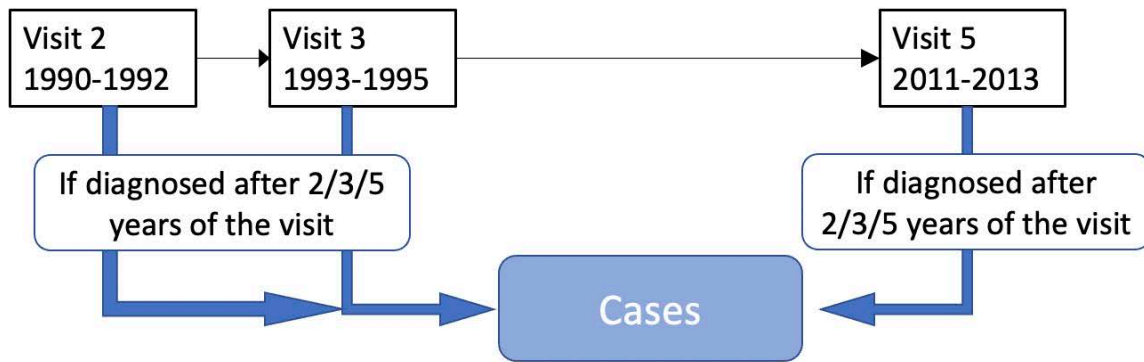 Visit 2
1990-1992
Visit 3
1993-1995
Visit 5
2011-2013
If diagnosed after 2/3/5
years of the visit
If diagnosed after
2/3/5 years of the visit
Cases